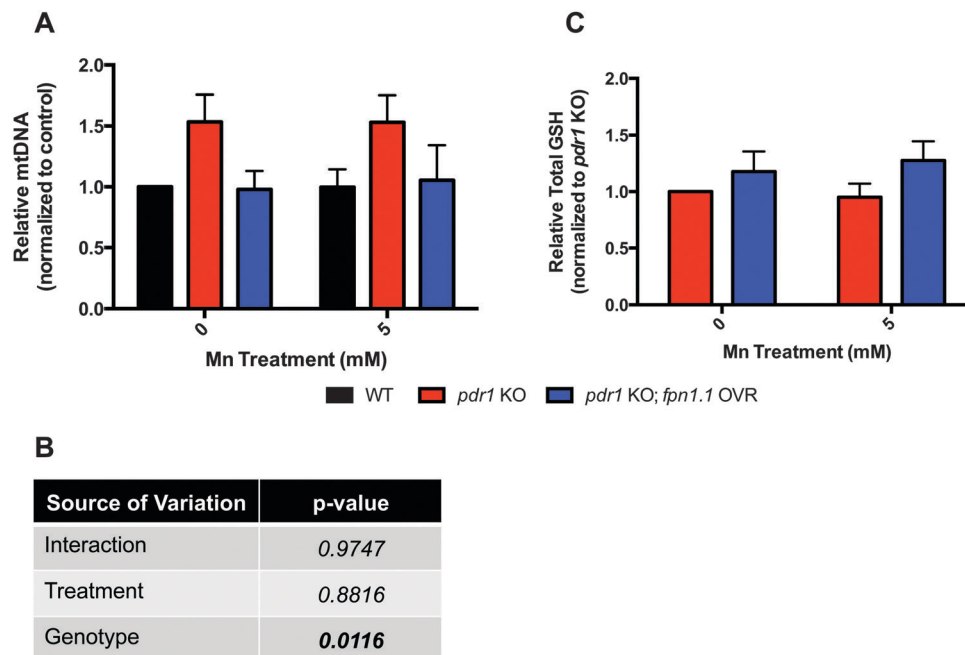 A
Relative mtDNA
(normalized to control)
2.0
1.5
1.0
0.5
0.0
0
5
Mn Treatment (mM)
C
Relative Total GSH
(normalized to pdr1 KO)
2.0
1.5
1.0
0.5
0.0
0
5
Mn Treatment (mM)
WT
pdr1 KO
pdr1 KO; fpn1.1 OVR
B
Source of Variation p-value
Interaction 0.9747
Treatment 0.8816
Genotype 0.0116